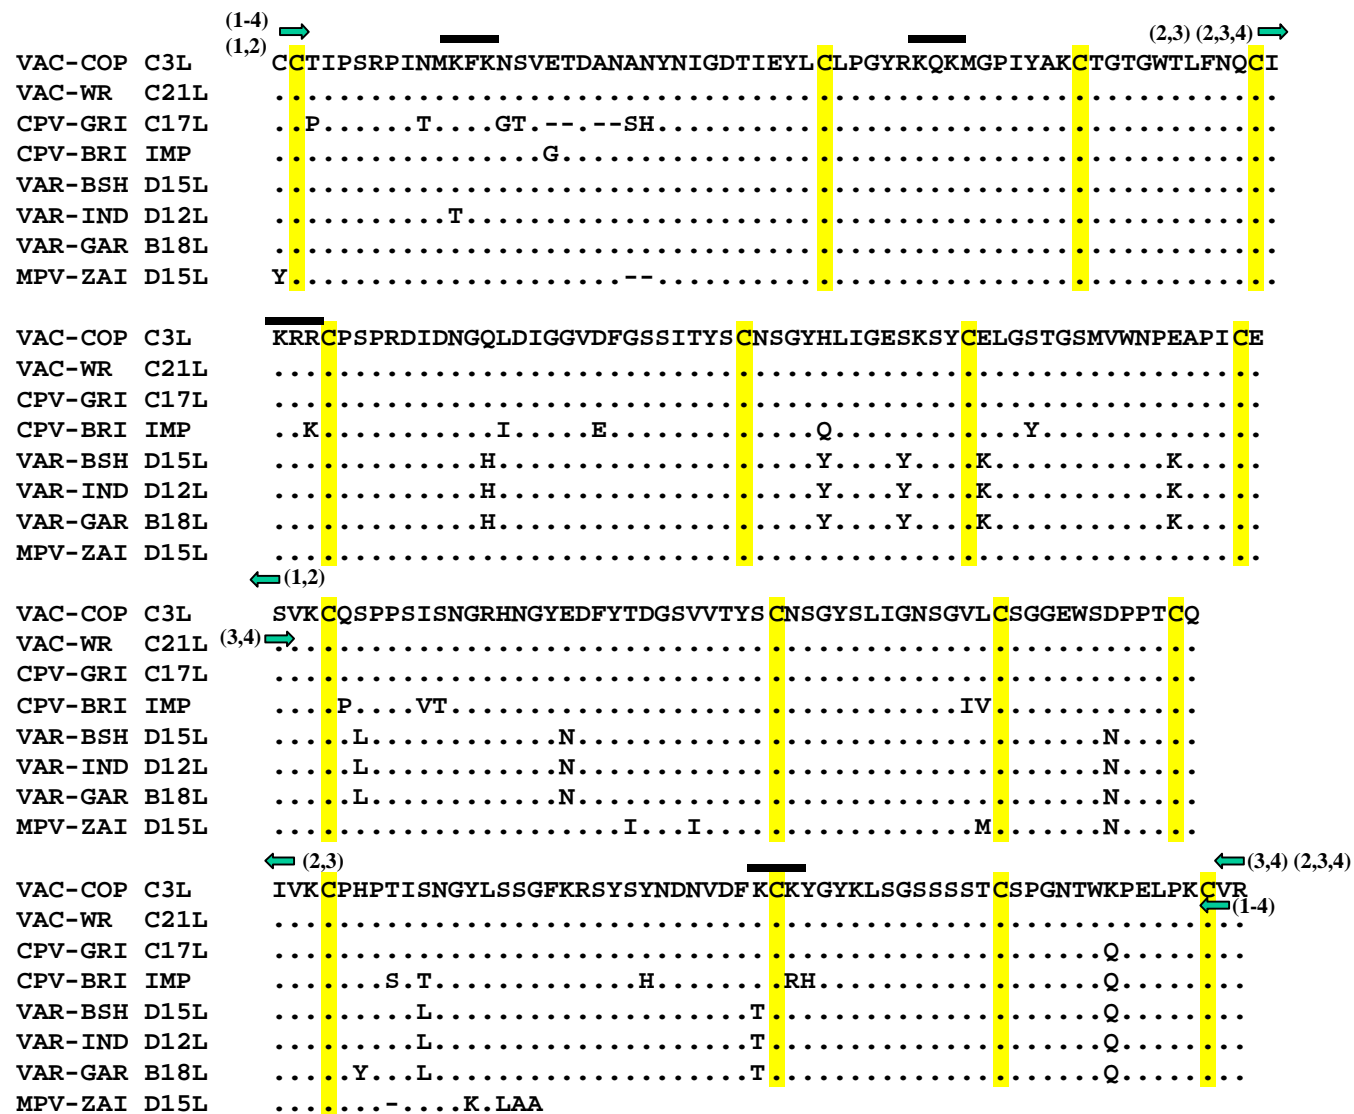 (1-4)
(1,2) (2,3) (2,3,4)
VAC-COP C3L CCTIPSRPINMKFKNSVETDANANYNIGDTIEYLCLPGYRKQKMGPIYAKCTGTGWTLFNQCI
VAC-WR C21L ...............................................................
CPV-GRI C17L ..P......T....GT.--.--SH.......................................
CPV-BRI IMP .................G.............................................
VAR-BSH D15L ...............................................................
VAR-IND D12L ...........T...................................................
VAR-GAR B18L ...............................................................
MPV-ZAI D15L Y.....................--.......................................
VAC-COP C3L KRRCPSPRDIDNGQLDIGGVDFGSSITYSCNSGYHLIGESKSYCELGSTGSMVWNPEAPICE
VAC-WR C21L ..............................................................
CPV-GRI C17L ..............................................................
CPV-BRI IMP ..K...........I.....E.............Q............Y..............
VAR-BSH D15L .............H....................Y....Y....K...........K.....
VAR-IND D12L .............H....................Y....Y....K...........K.....
VAR-GAR B18L .............H....................Y....Y....K...........K.....
MPV-ZAI D15L ..............................................................
(1,2)
VAC-COP C3L SVKCQSPPSISNGRHNGYEDFYTDGSVVTYSCNSGYSLIGNSGVLCSGGEWSDPPTCQ
VAC-WR C21L (3,4) ..........................................................
CPV-GRI C17L ..........................................................
CPV-BRI IMP ....P....VT................................IV.............
VAR-BSH D15L .....L............N.................................N.....
VAR-IND D12L .....L............N.................................N.....
VAR-GAR B18L .....L............N.................................N.....
MPV-ZAI D15L ......................I...I.................M.......N.....
(2,3) (3,4) (2,3,4)
VAC-COP C3L IVKCPHPTISNGYLSSGFKRSYSYNDNVDFKCKYGYKLSGSSSSTCSPGNTWKPELPKCVR
(1-4)
VAC-WR C21L .............................................................
CPV-GRI C17L ....................................................Q........
CPV-BRI IMP .......S.T.............H........RH..................Q........
VAR-BSH D15L .........L....................T.....................Q........
VAR-IND D12L .........L....................T.....................Q........
VAR-GAR B18L .....Y...L....................T.....................Q........
MPV-ZAI D15L .......-....K.LAA